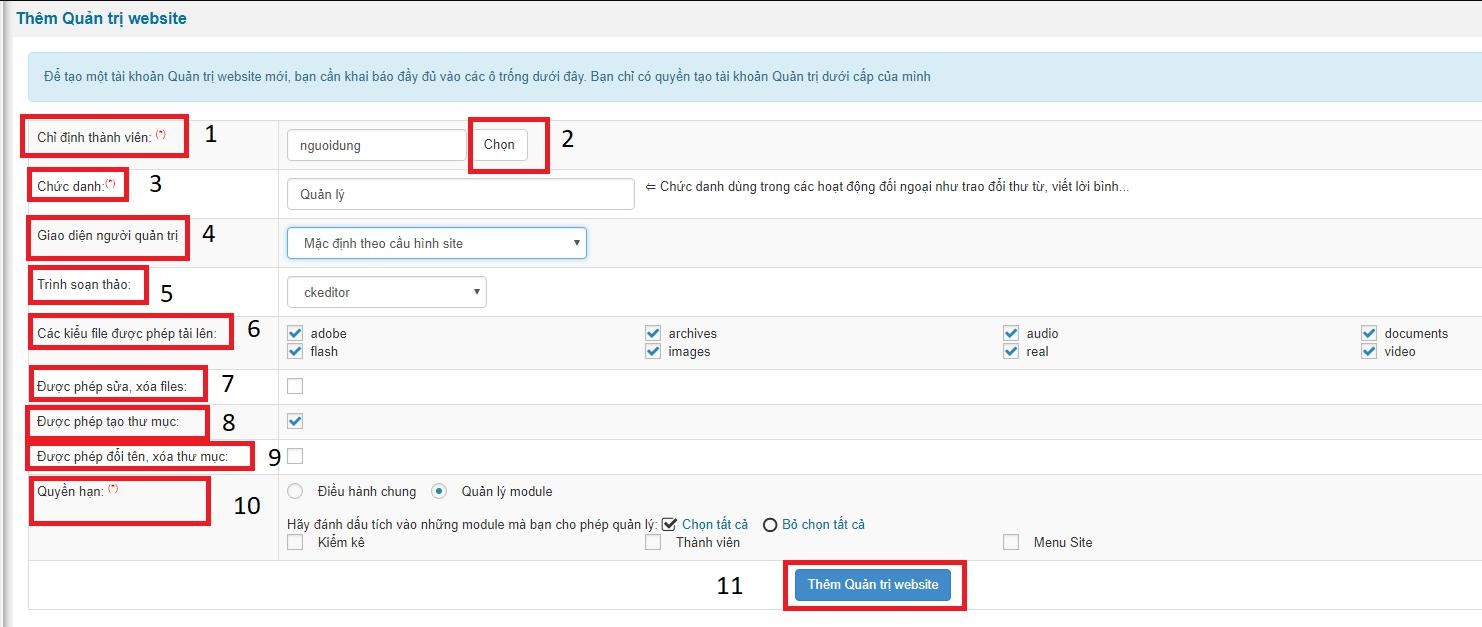 Thêm Quản trị website
Để tạo một tài khoản Quản trị website mới, bạn cần khai báo đầy đủ vào các ô trống dưới đây. Bạn chỉ có quyền tạo tài khoản Quản trị dưới cấp của mình
Chỉ định thành viên: (*) 1 nguoidung Chọn 2
Chức danh:(*) 3 Quản lý ⇐ Chức danh dùng trong các hoạt động đối ngoại như trao đổi thư từ, viết lời bình...
Giao diện người quản trị 4 Mặc định theo cấu hình site
Trình soạn thảo: 5 ckeditor
Các kiểu file được phép tải lên: 6 adobe archives audio documents
flash images real video
Được phép sửa, xóa files: 7
Được phép tạo thư mục: 8
Được phép đổi tên, xóa thư mục: 9
Quyền hạn: (*) 10 Điều hành chung Quản lý module
Hãy đánh dấu tích vào những module mà bạn cho phép quản lý: Chọn tất cả Bỏ chọn tất cả
Kiểm kê Thành viên Menu Site
11 Thêm Quản trị website